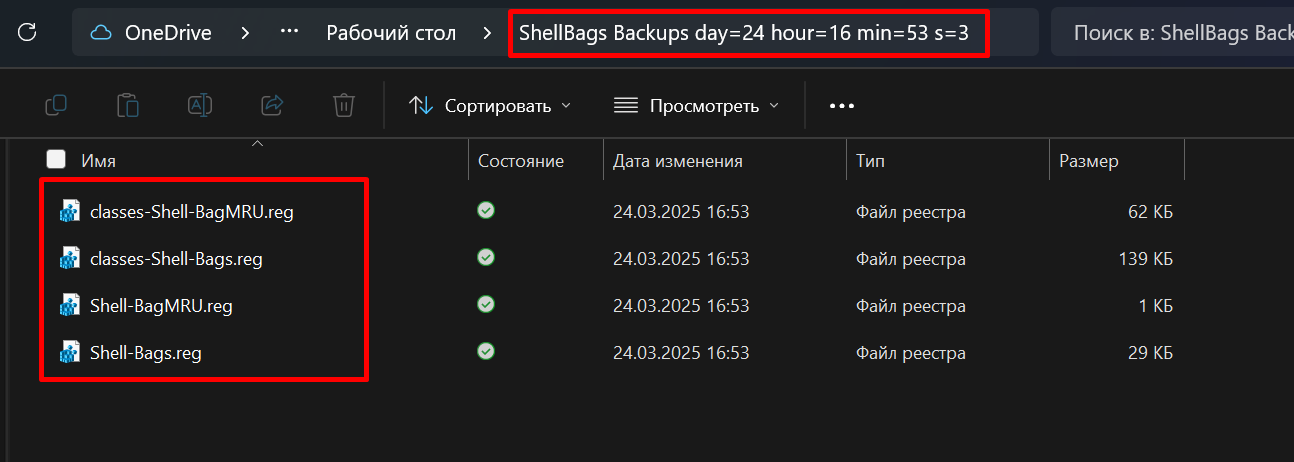 OneDrive > ··· Рабочий стол > ShellBags Backups day=24 hour=16 min=53 s=3 Поиск в: ShellBags Back
Сортировать Просмотреть ···
Имя Состояние Дата изменения Тип Размер
classes-Shell-BagMRU.reg 24.03.2025 16:53 Файл реестра 62 КБ
classes-Shell-Bags.reg 24.03.2025 16:53 Файл реестра 139 КБ
Shell-BagMRU.reg 24.03.2025 16:53 Файл реестра 1 КБ
Shell-Bags.reg 24.03.2025 16:53 Файл реестра 29 КБ